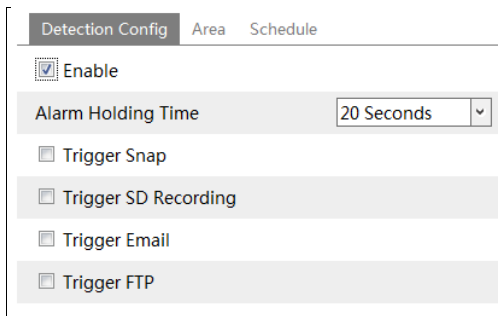 Detection Config Area Schedule
Enable
Alarm Holding Time 20 Seconds
Trigger Snap
Trigger SD Recording
Trigger Email
Trigger FTP